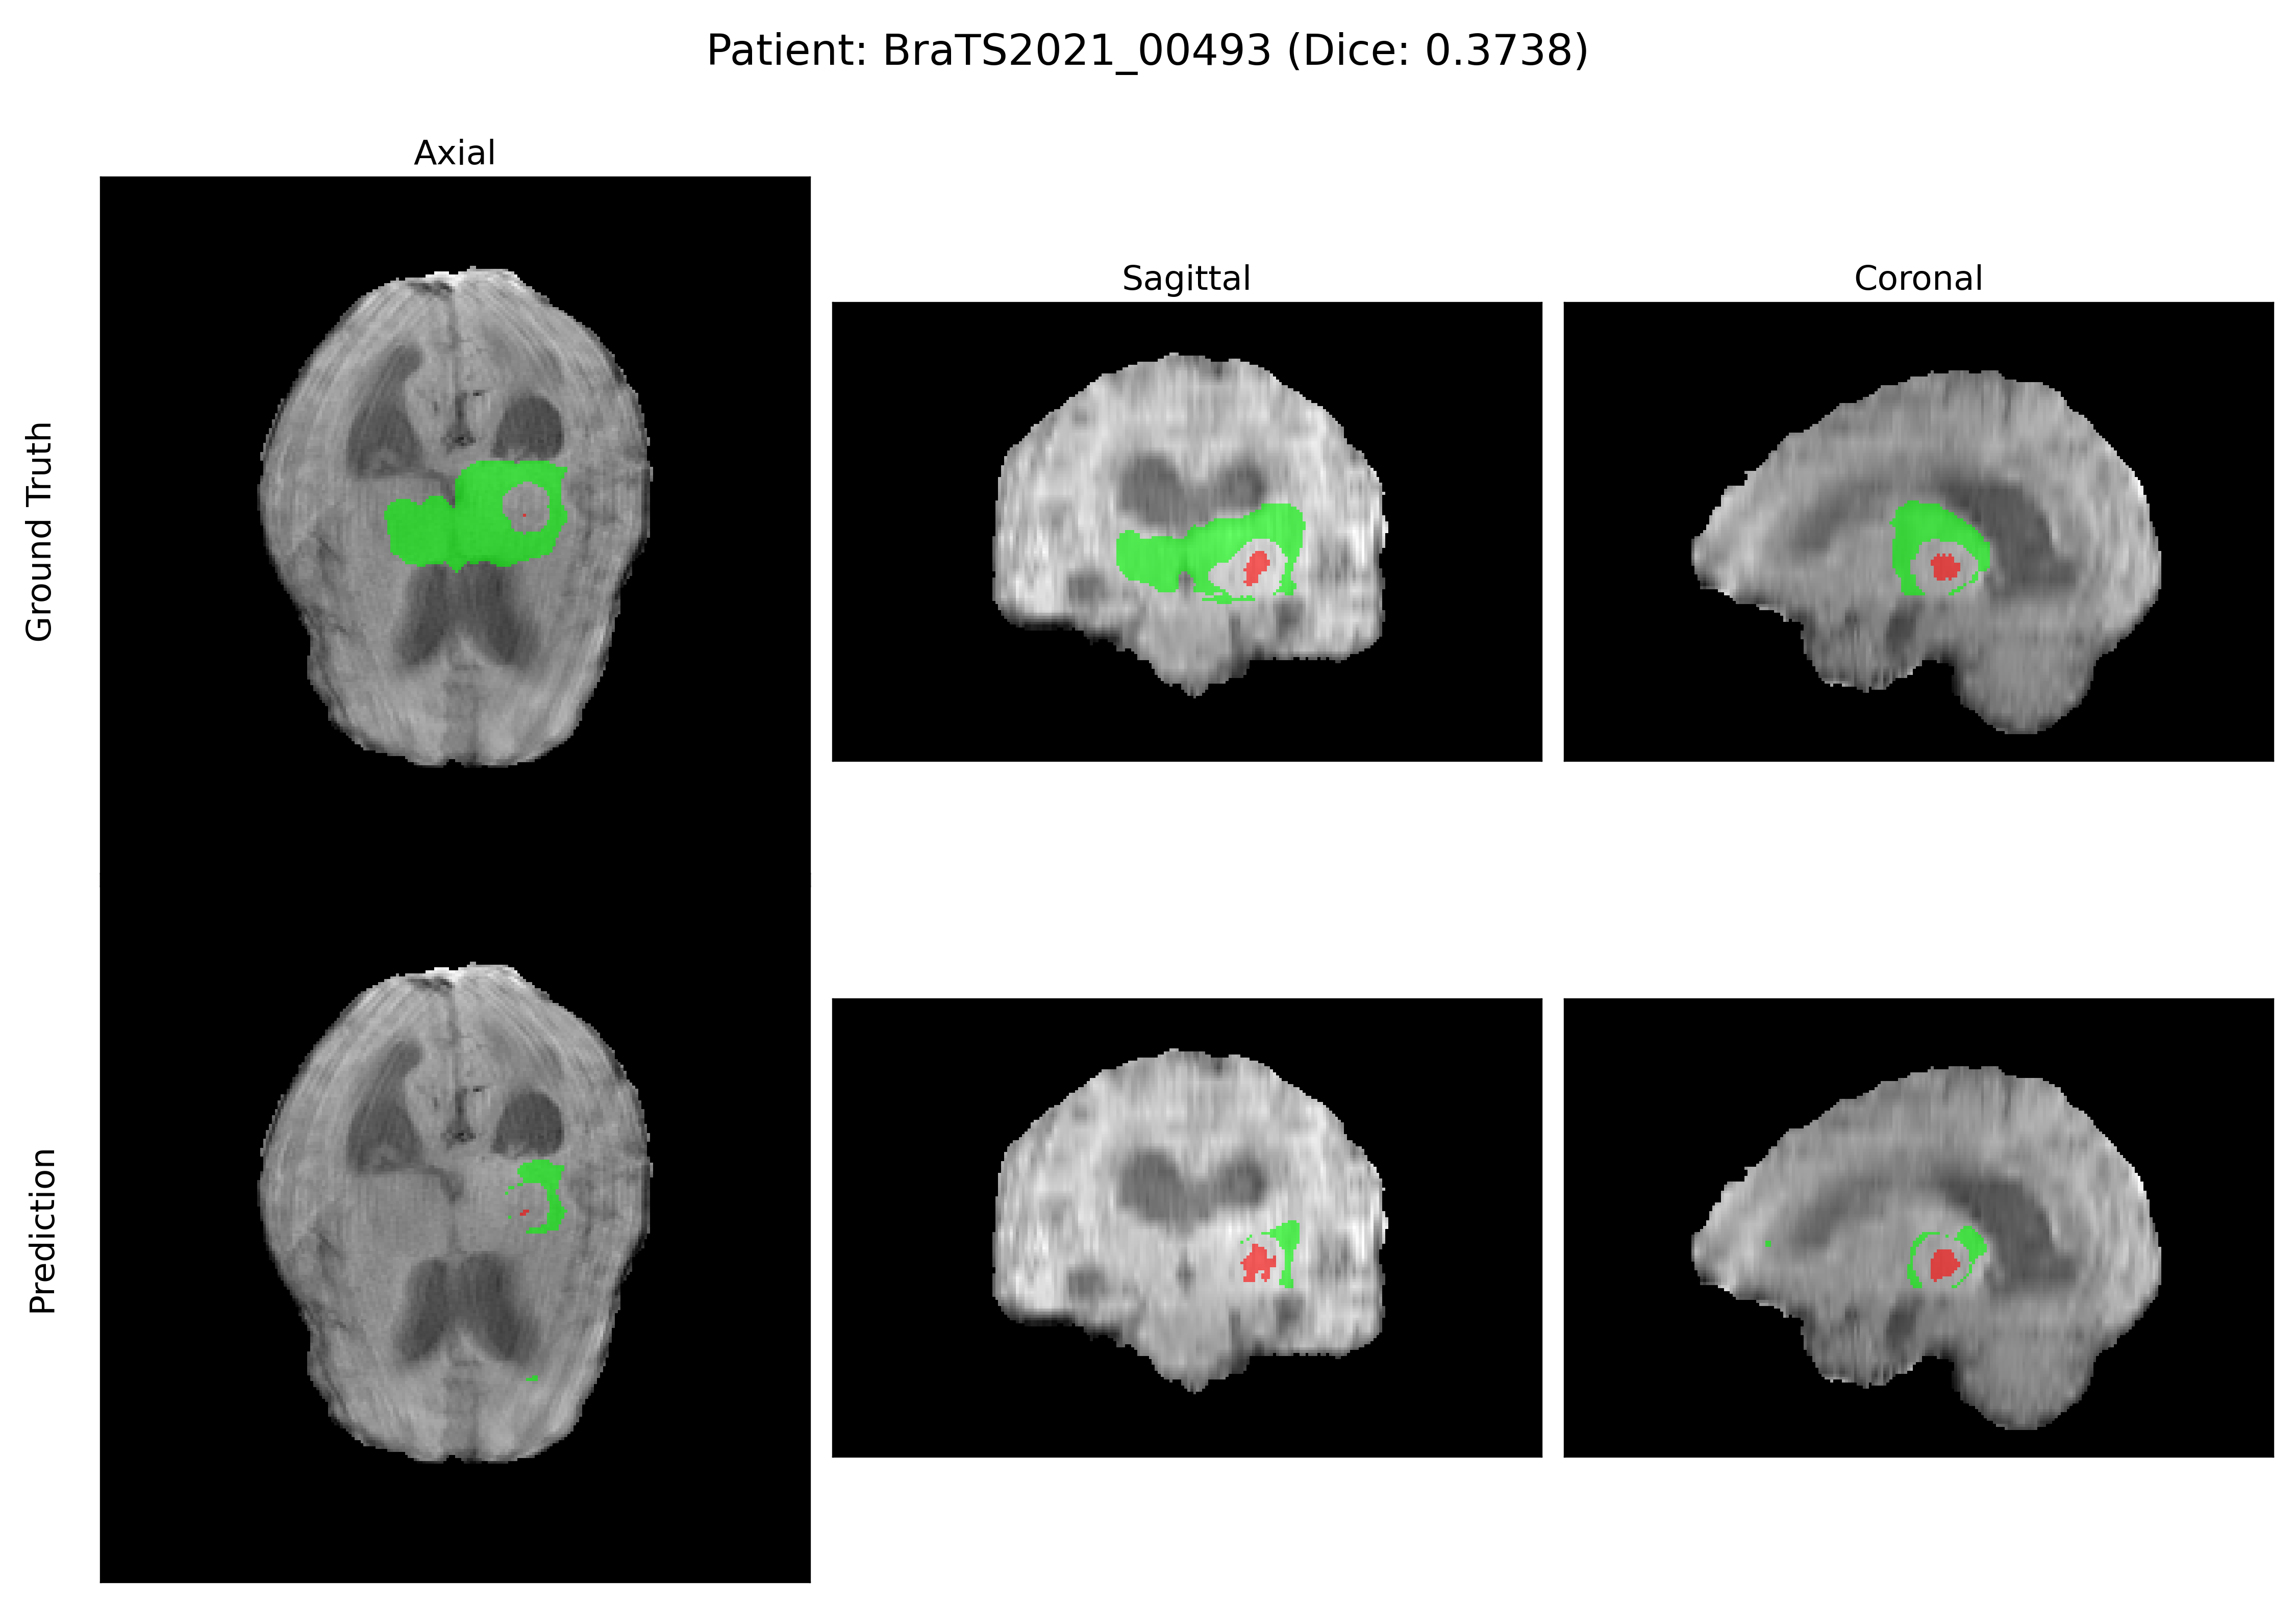 Patient: BraTS2021_00493 (Dice: 0.3738)
Axial
Sagittal
Coronal
Ground Truth
Prediction